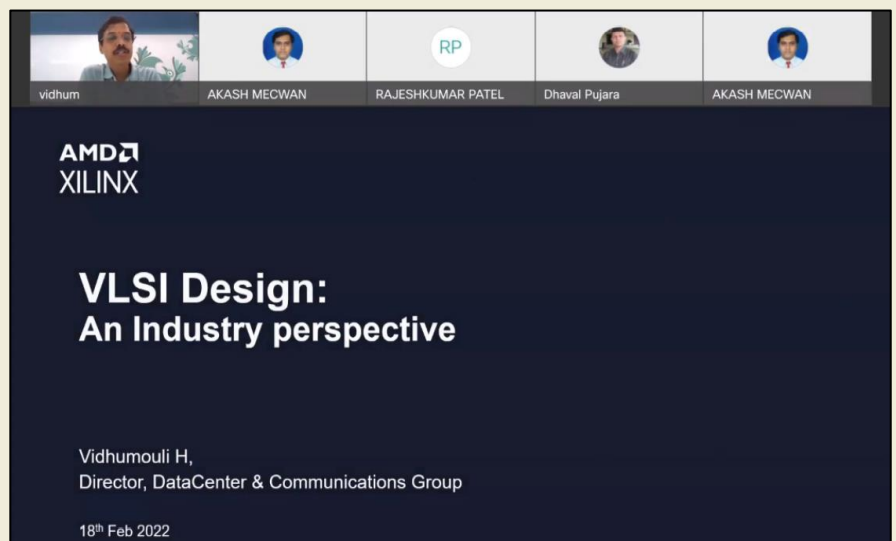 vidhum
AKASH MECWAN
RP
RAJESHKUMAR PATEL
Dhaval Pujara
AKASH MECWAN
AMD
XILINX
VLSI Design:
An Industry perspective
Vidhumouli H,
Director, DataCenter & Communications Group
18th Feb 2022